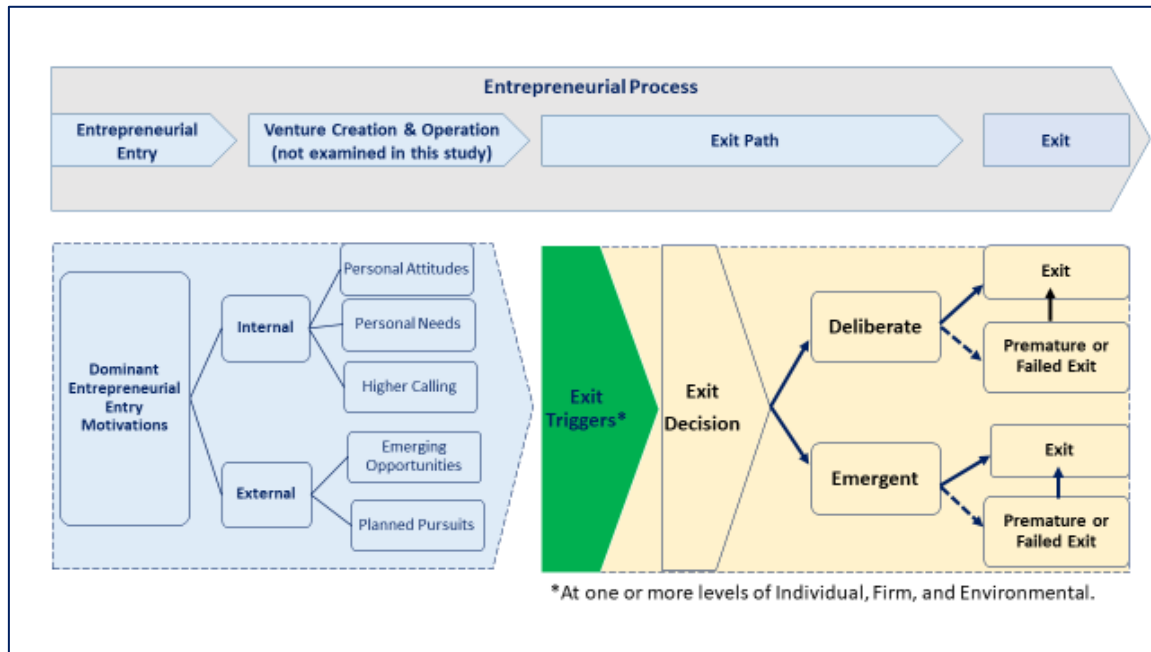 Entrepreneurial Process
Entrepreneurial
Entry
Venture Creation & Operation
(not examined in this study)
Exit Path
Exit
Dominant
Entrepreneurial
Entry
Motivations
Internal
External
Personal Attitudes
Personal Needs
Higher Calling
Emerging
Opportunities
Planned Pursuits
Exit
Triggers*
Exit
Decision
Deliberate
Emergent
Exit
Premature or
Failed Exit
Exit
Premature or
Failed Exit
*At one or more levels of Individual, Firm, and Environmental.